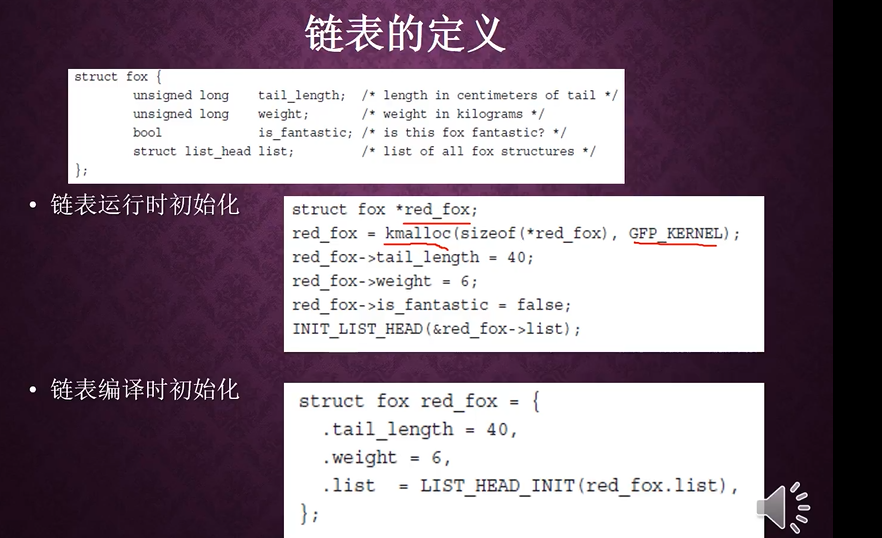 链表的定义
struct fox {
unsigned long tail_length; /* length in centimeters of tail */
unsigned long weight; /* weight in kilograms */
bool is_fantastic; /* is this fox fantastic? */
struct list_head list; /* list of all fox structures */
};
• 链表运行时初始化
struct fox *red_fox;
red_fox = kmalloc(sizeof(*red_fox), GFP_KERNEL);
red_fox->tail_length = 40;
red_fox->weight = 6;
red_fox->is_fantastic = false;
INIT_LIST_HEAD(&red_fox->list);
• 链表编译时初始化
struct fox red_fox = {
.tail_length = 40,
.weight = 6,
.list = LIST_HEAD_INIT(red_fox.list),
};